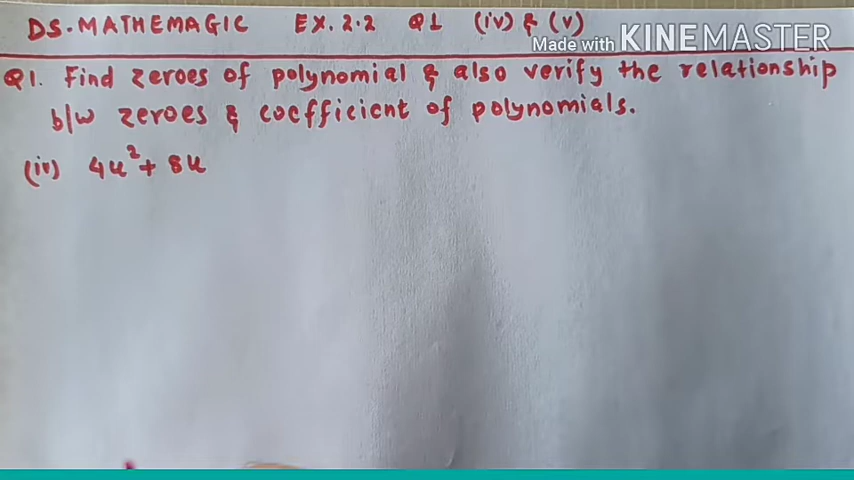 DS.MATHEMAGIC EX.2.2 Q1 (iv) & (v)
Made with KINEMASTER
Q1. Find zeroes of polynomial & also verify the relationship
b/w zeroes & coefficient of polynomials.
(iv) 4u² + 8u